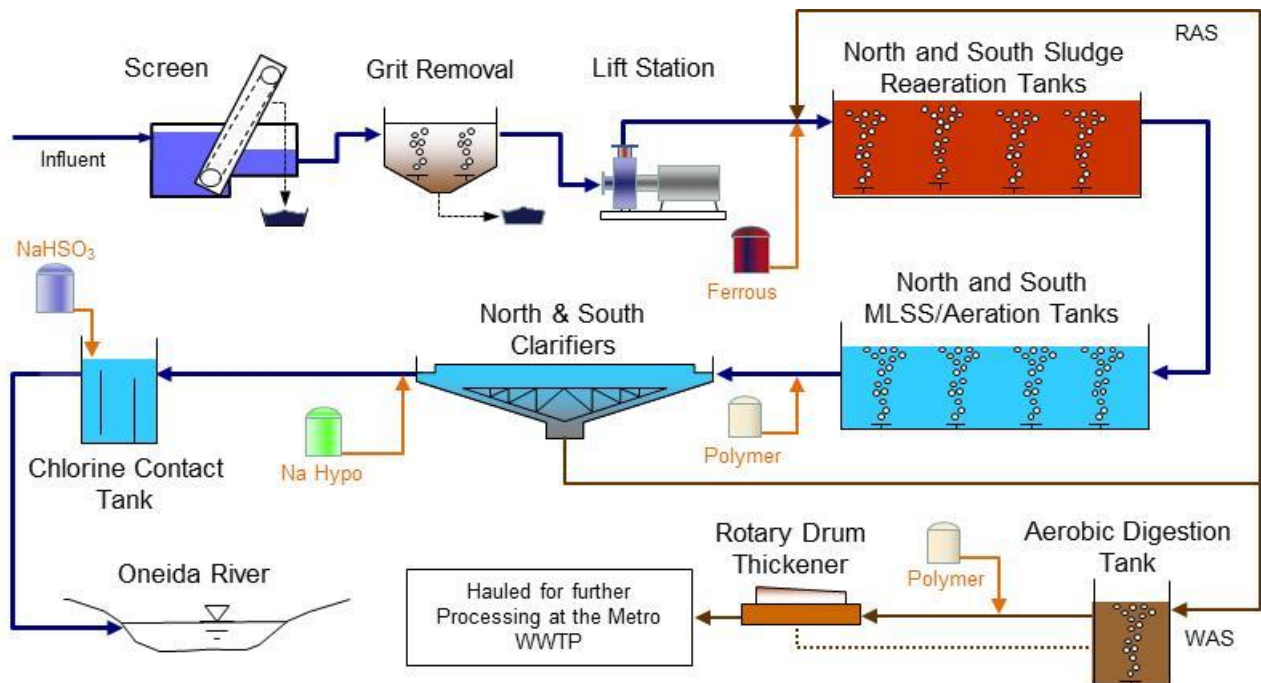 Screen
Grit Removal
Lift Station
RAS
North and South Sludge
Reaeration Tanks
Influent
NaHSO₃
Ferrous
North and South
MLSS/Aeration Tanks
North & South
Clarifiers
Polymer
Na Hypo
Chlorine Contact
Tank
Oneida River
Hauled for further
Processing at the Metro
WWTP
Rotary Drum
Thickener
Polymer
Aerobic Digestion
Tank
WAS